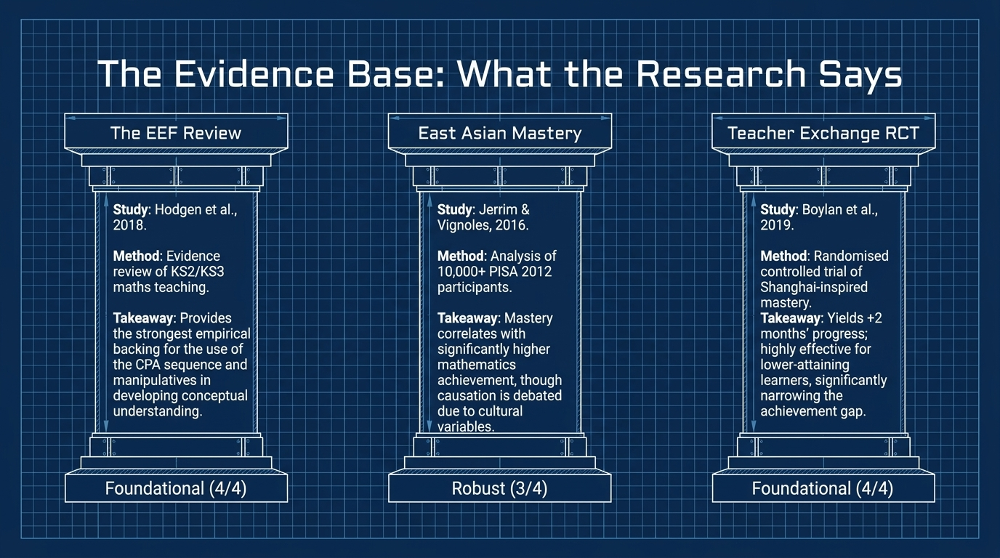 The Evidence Base: What the Research Says
The EEF Review
Study: Hodgen et al.,
2018.
Method: Evidence
review of KS2/KS3
maths teaching.
Takeaway: Provides
the strongest empirical
backing for the use of
the CPA sequence and
manipulatives in
developing conceptual
understanding.
Foundational (4/4)
East Asian Mastery
Study: Jerrim &
Vignoles, 2016.
Method: Analysis of
10,000+ PISA 2012
participants.
Takeaway: Mastery
correlates with
significantly higher
mathematics
achievement, though
causation is debated
due to cultural
variables.
Robust (3/4)
Teacher Exchange RCT
Study: Boylan et al.,
2019.
Method: Randomised
controlled trial of
Shanghai-inspired
mastery.
Takeaway: Yields +2
months’ progress;
highly effective for
lower-attaining
learners, significantly
narrowing the
achievement gap.
Foundational (4/4)